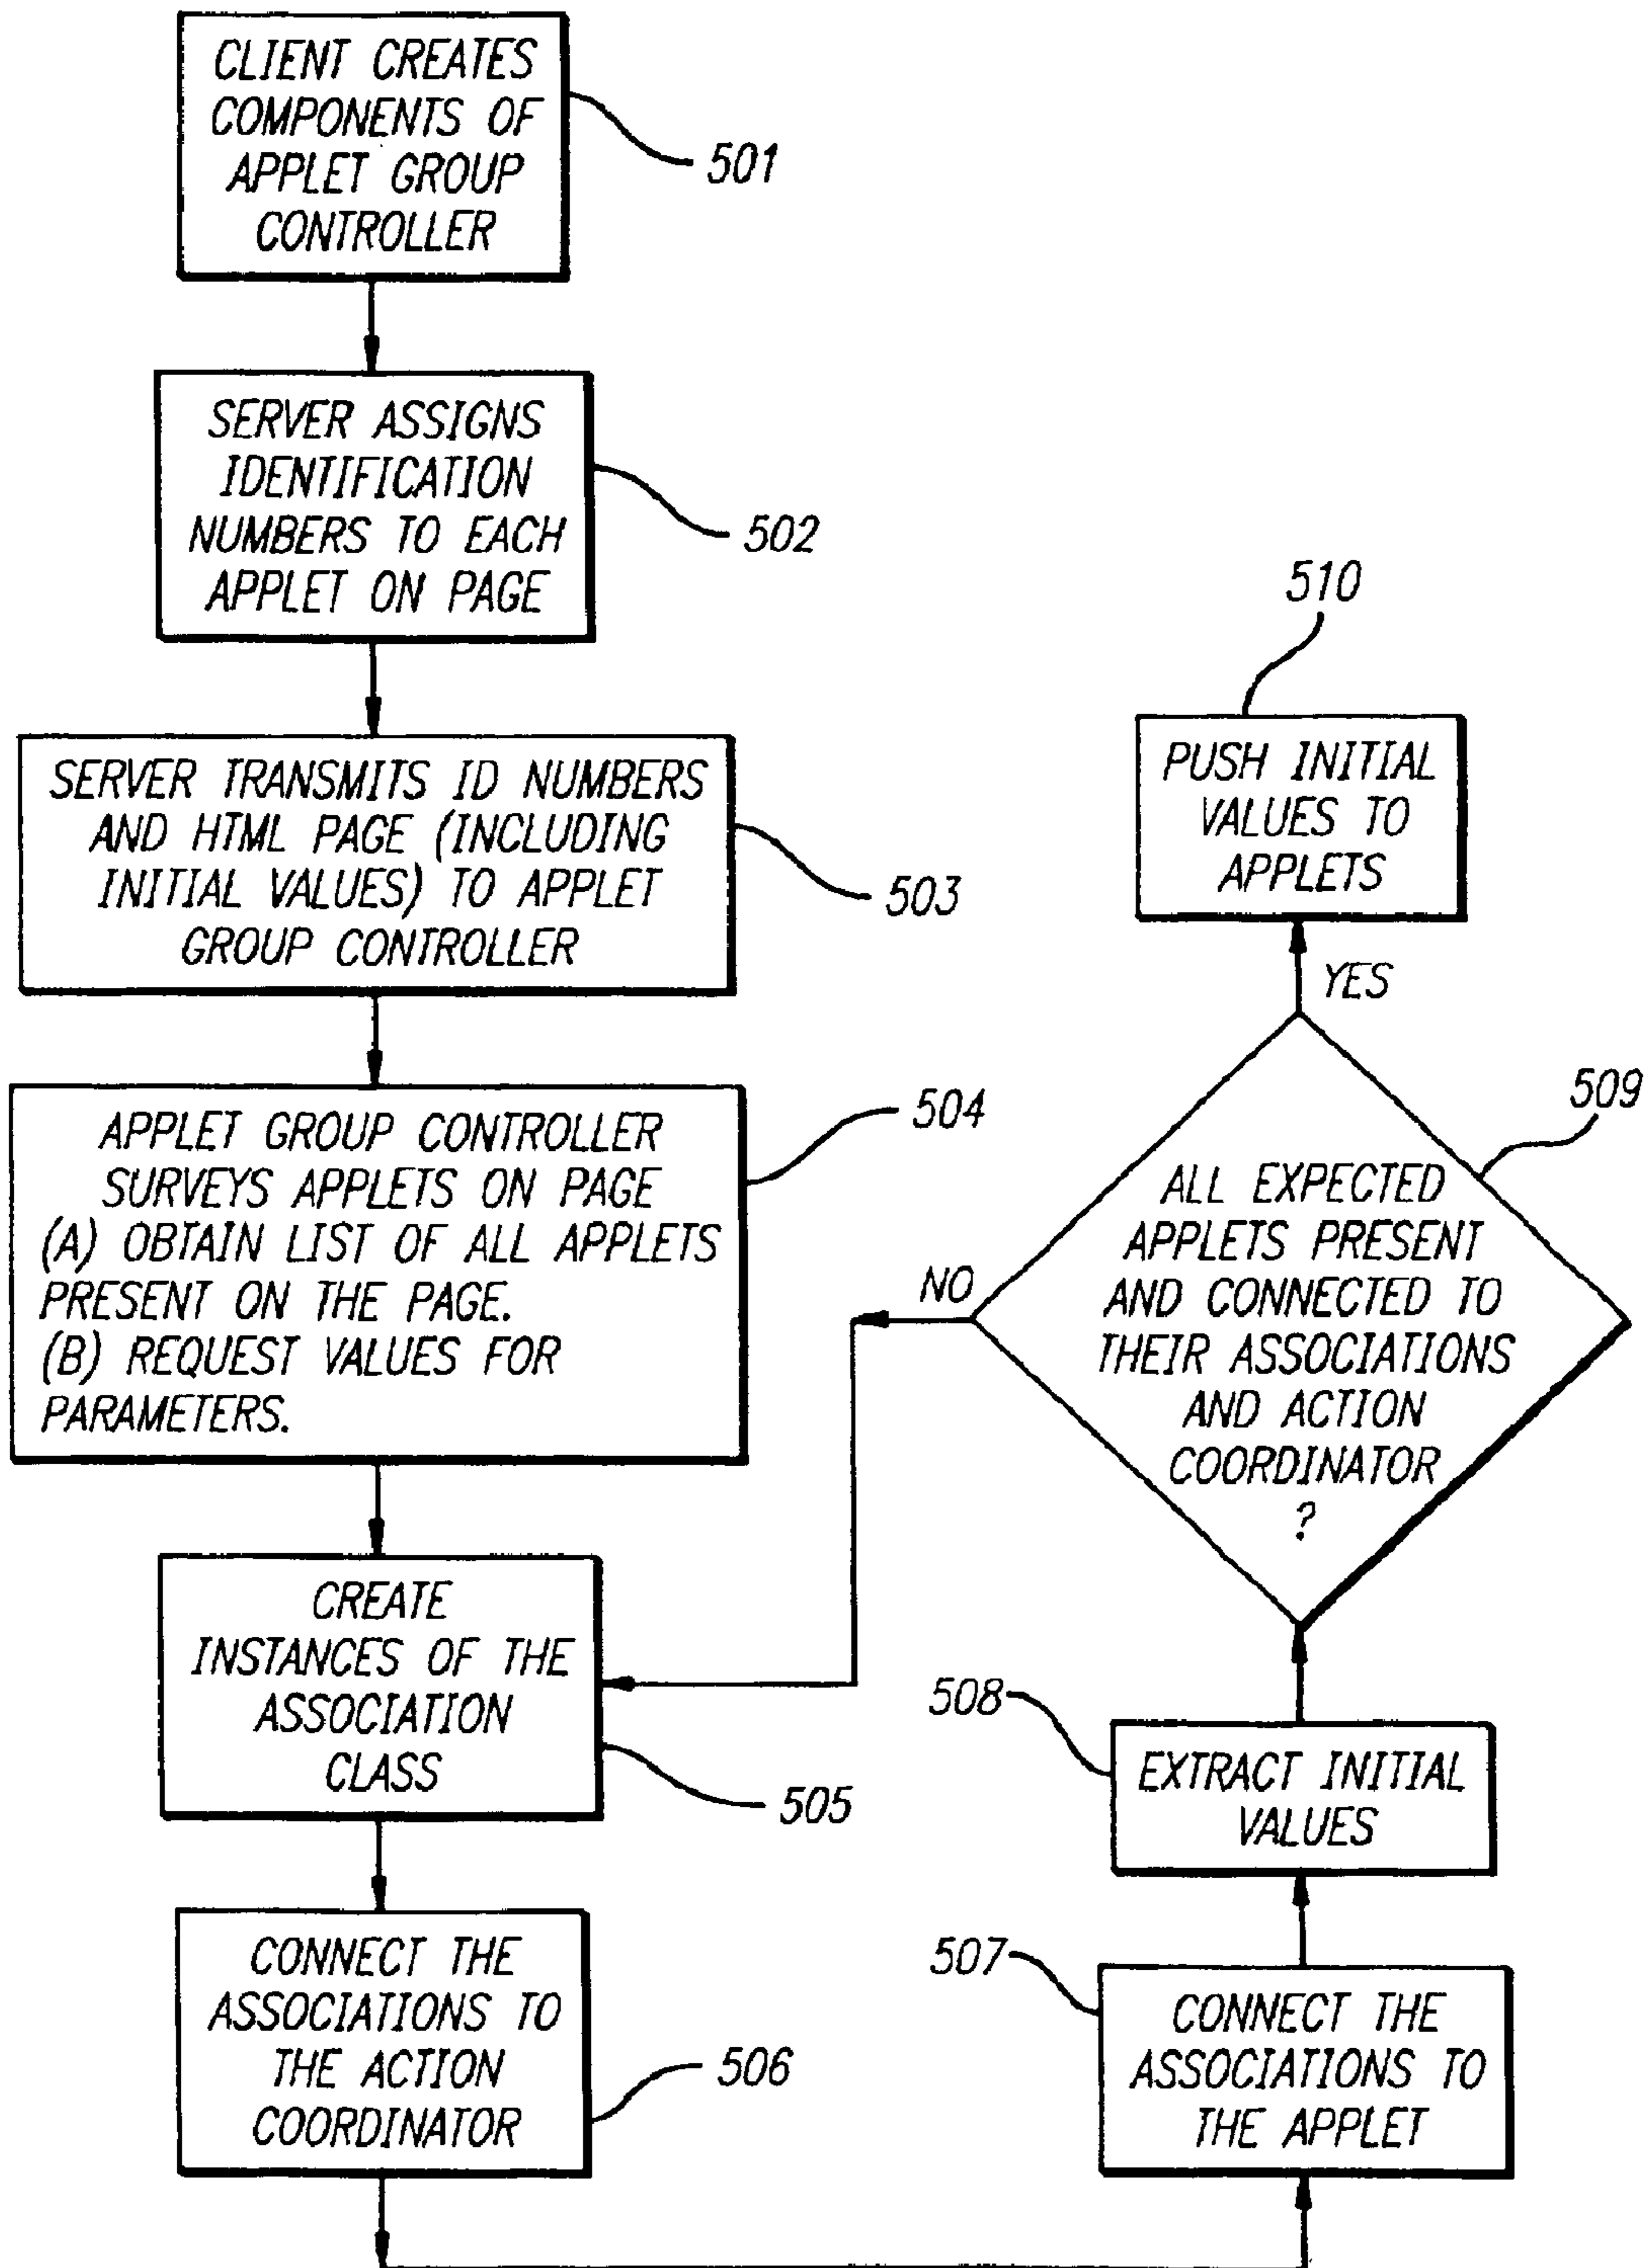 CLIENT CREATES
COMPONENTS OF
APPLET GROUP
CONTROLLER
501
SERVER ASSIGNS
IDENTIFICATION
NUMBERS TO EACH
APPLET ON PAGE
502
SERVER TRANSMITS ID NUMBERS
AND HTML PAGE (INCLUDING
INITIAL VALUES) TO APPLET
GROUP CONTROLLER
503
APPLET GROUP CONTROLLER
SURVEYS APPLETS ON PAGE
(A) OBTAIN LIST OF ALL APPLETS
PRESENT ON THE PAGE.
(B) REQUEST VALUES FOR
PARAMETERS.
504
CREATE
INSTANCES OF THE
ASSOCIATION
CLASS
505
CONNECT THE
ASSOCIATIONS TO
THE ACTION
COORDINATOR
506
507
CONNECT THE
ASSOCIATIONS TO
THE APPLET
508
EXTRACT INITIAL
VALUES
509
ALL EXPECTED
APPLETS PRESENT
AND CONNECTED TO
THEIR ASSOCIATIONS
AND ACTION
COORDINATOR
?
NO
YES
510
PUSH INITIAL
VALUES TO
APPLETS